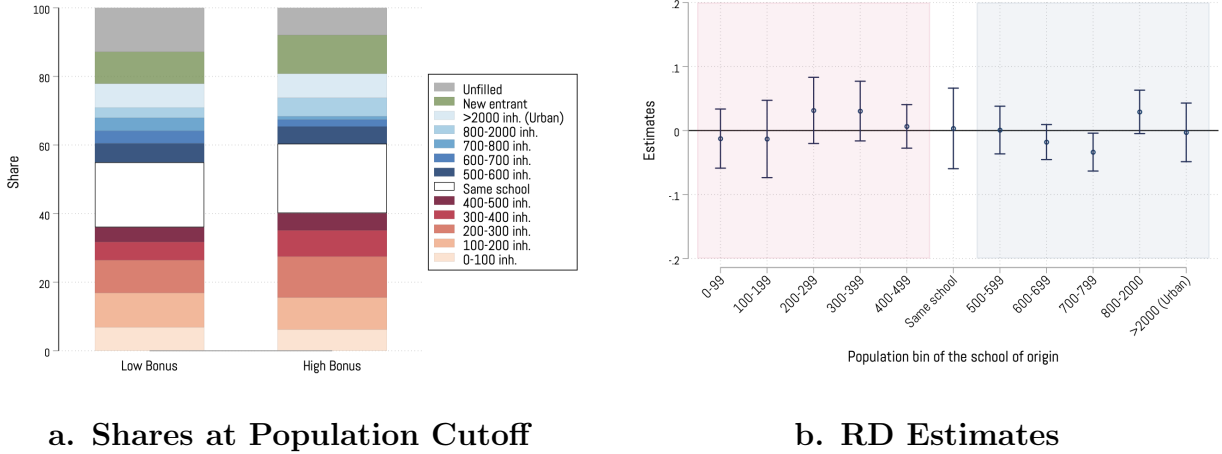 100
80
60
40
20
0
Share
Low Bonus
High Bonus
Unfilled
New entrant
>2000 inh. (Urban)
800-2000 inh.
700-800 inh.
600-700 inh.
500-600 inh.
Same school
400-500 inh.
300-400 inh.
200-300 inh.
100-200 inh.
0-100 inh.
a. Shares at Population Cutoff
.2
.1
0
-.1
-.2
Estimates
0-99
100-199
200-299
300-399
400-499
Same school
500-599
600-699
700-799
800-2000
>2000 (Urban)
Population bin of the school of origin
b. RD Estimates